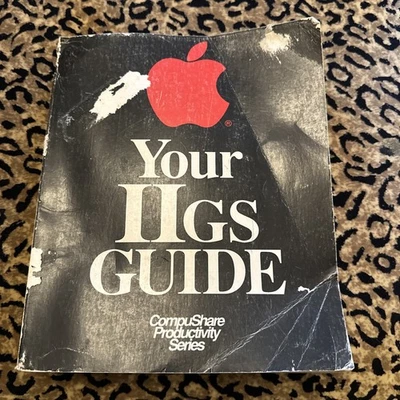 ®
Your
IIGS
GUIDE
CompuShare
Productivity
Series